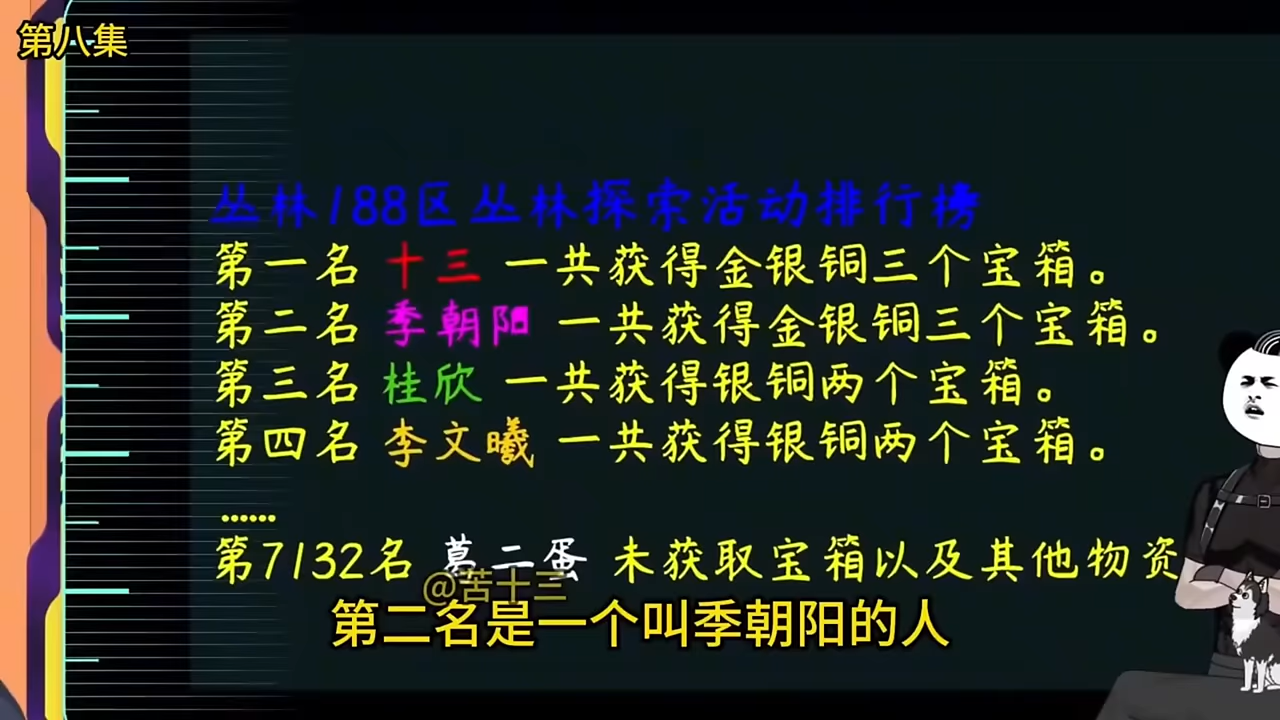 第八集
丛林188区丛林探索活动排行榜
第一名 十三 一共获得金银铜三个宝箱。
第二名 季朝阳 一共获得金银铜三个宝箱。
第三名 桂欣 一共获得银铜两个宝箱。
第四名 李文曦 一共获得银铜两个宝箱。
......
第7132名 葛二蛋 未获取宝箱以及其他物资
@苦十三
第二名是一个叫季朝阳的人